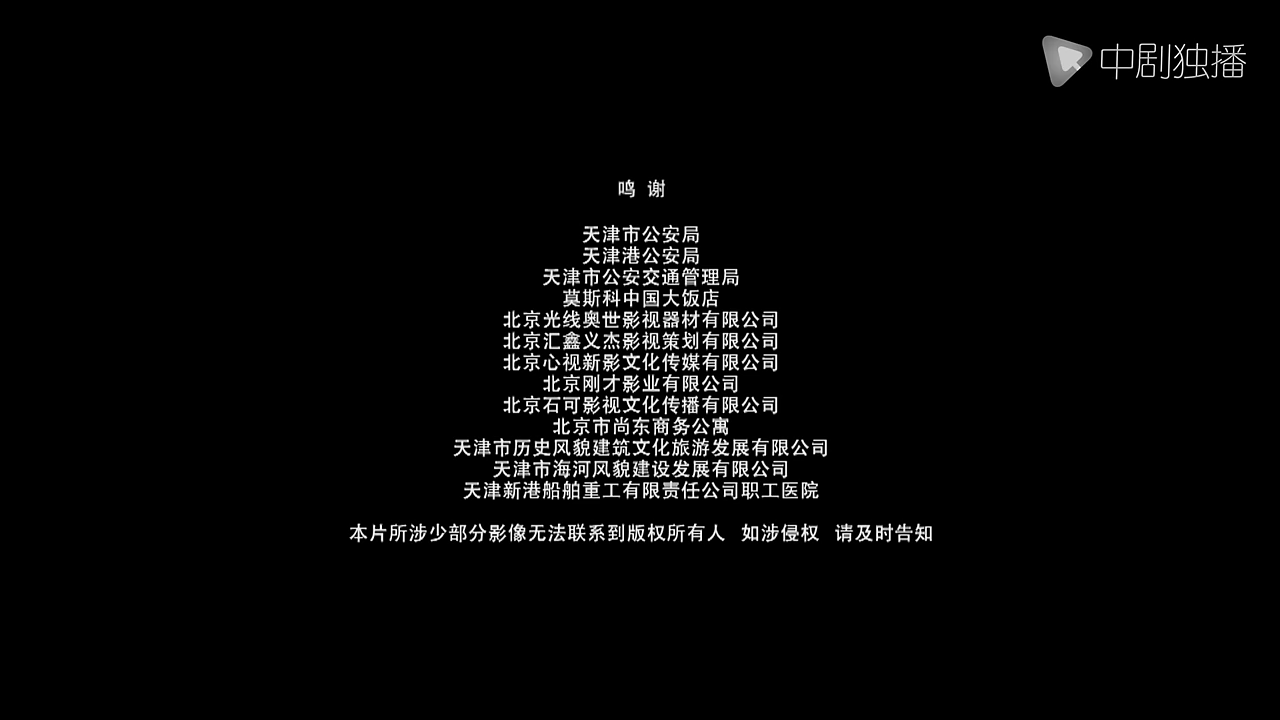 中剧独播
鸣 谢
天津市公安局
天津港公安局
天津市公安交通管理局
莫斯科中国大饭店
北京光线奥世影视器材有限公司
北京汇鑫义杰影视策划有限公司
北京心视新影文化传媒有限公司
北京刚才影业有限公司
北京石可影视文化传播有限公司
北京市尚东商务公寓
天津市历史风貌建筑文化旅游发展有限公司
天津市海河风貌建设发展有限公司
天津新港船舶重工有限责任公司职工医院
本片所涉少部分影像无法联系到版权所有人 如涉侵权 请及时告知